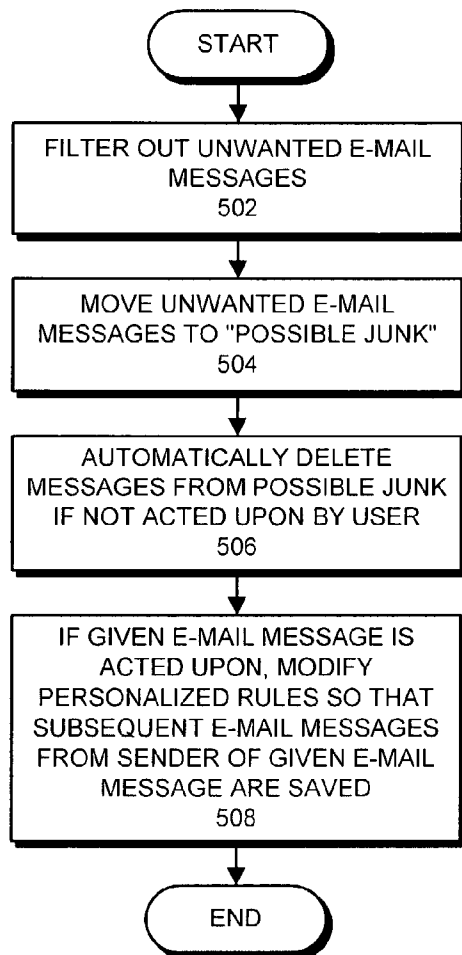 START
FILTER OUT UNWANTED E-MAIL
MESSAGES
502
MOVE UNWANTED E-MAIL
MESSAGES TO "POSSIBLE JUNK"
504
AUTOMATICALLY DELETE
MESSAGES FROM POSSIBLE JUNK
IF NOT ACTED UPON BY USER
506
IF GIVEN E-MAIL MESSAGE IS
ACTED UPON, MODIFY
PERSONALIZED RULES SO THAT
SUBSEQUENT E-MAIL MESSAGES
FROM SENDER OF GIVEN E-MAIL
MESSAGE ARE SAVED
508
END